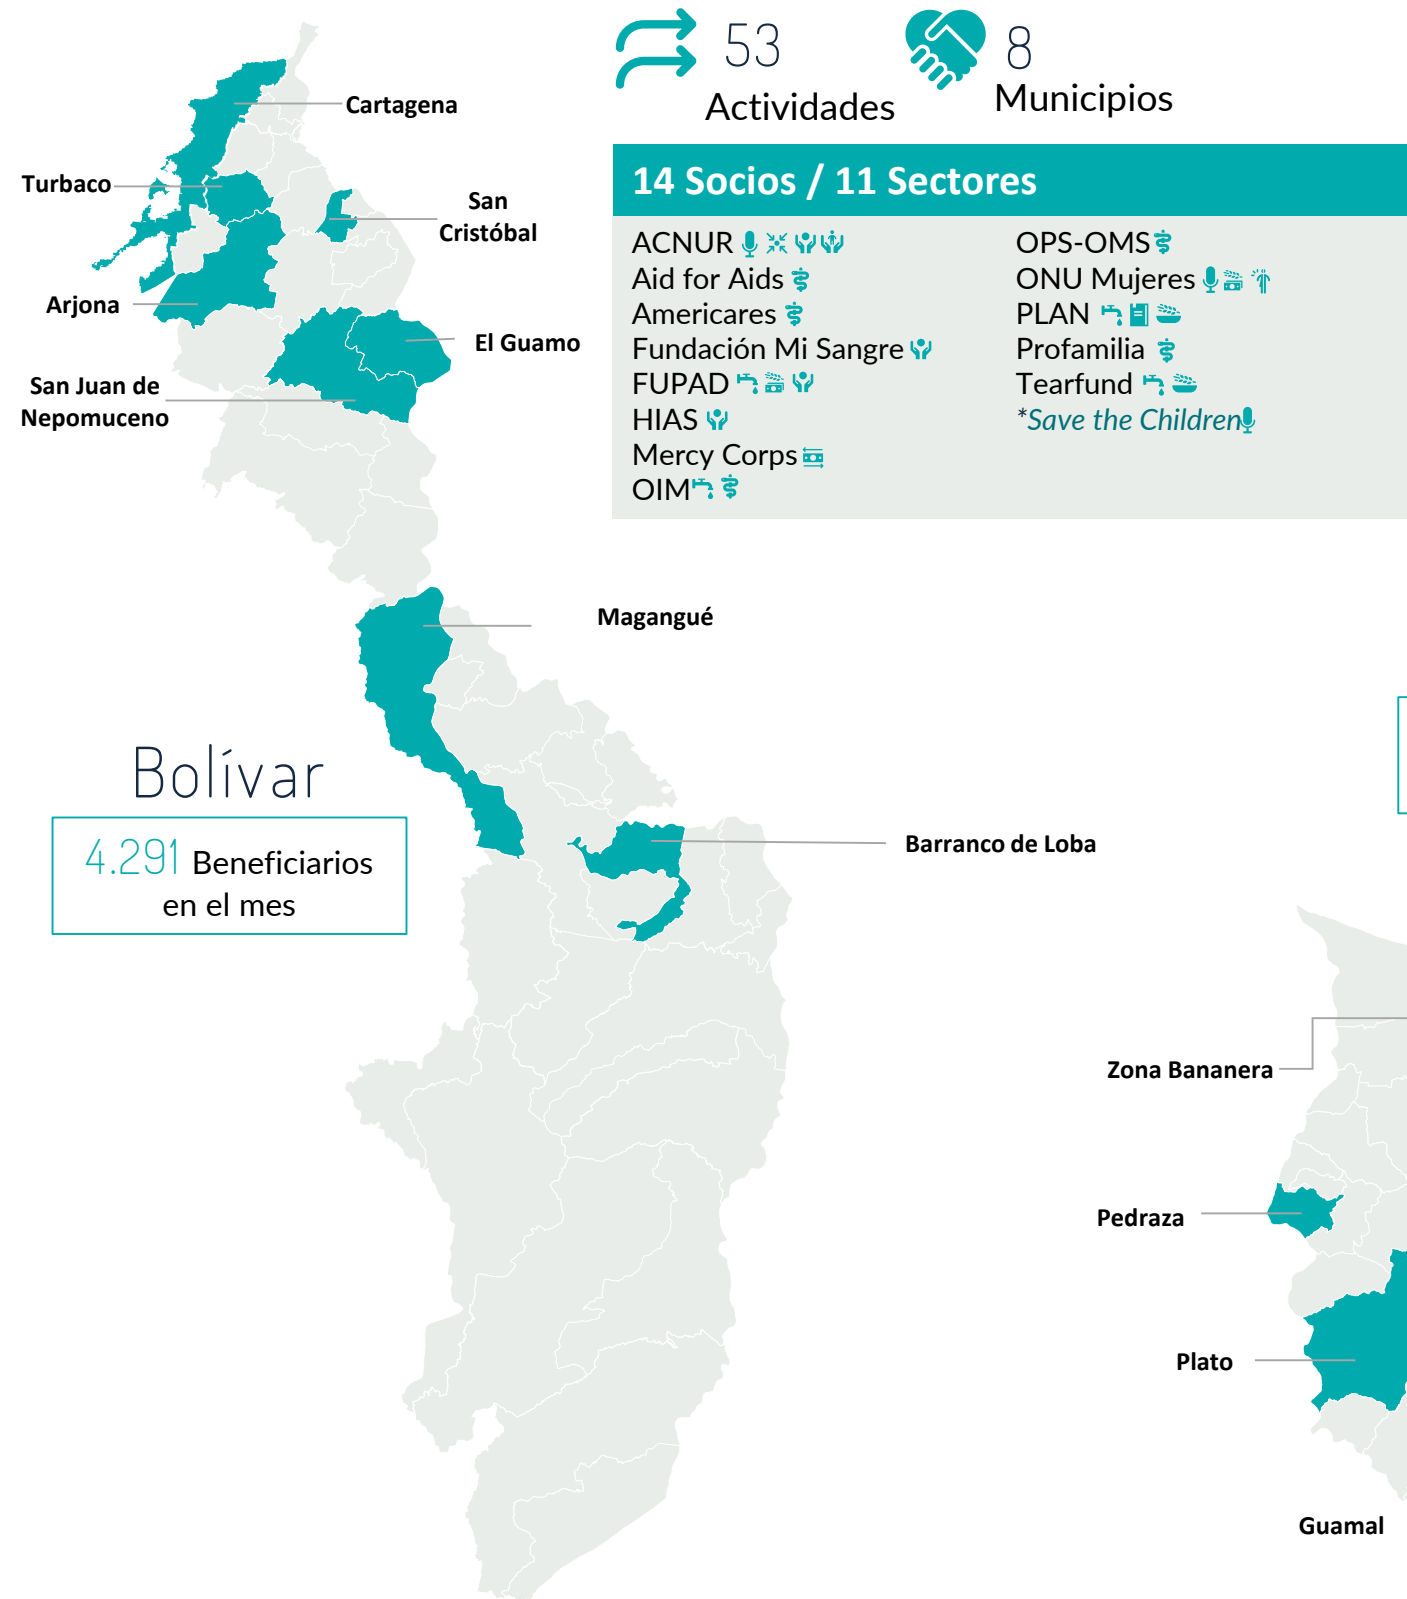 53
Actividades
8
Municipios
14 Socios / 11 Sectores
ACNUR
Aid for Aids
Americares
Fundación Mi Sangre
FUPAD
HIAS
Mercy Corps
OIM
OPS-OMS
ONU Mujeres
PLAN
Profamilia
Tearfund
*Save the Children
Cartagena
Turbaco
San
Cristóbal
Arjona
El Guamo
San Juan de
Nepomuceno
Magangué
Bolívar
4.291 Beneficiarios
en el mes
Barranco de Loba
Zona Bananera
Pedraza
Plato
Guamal